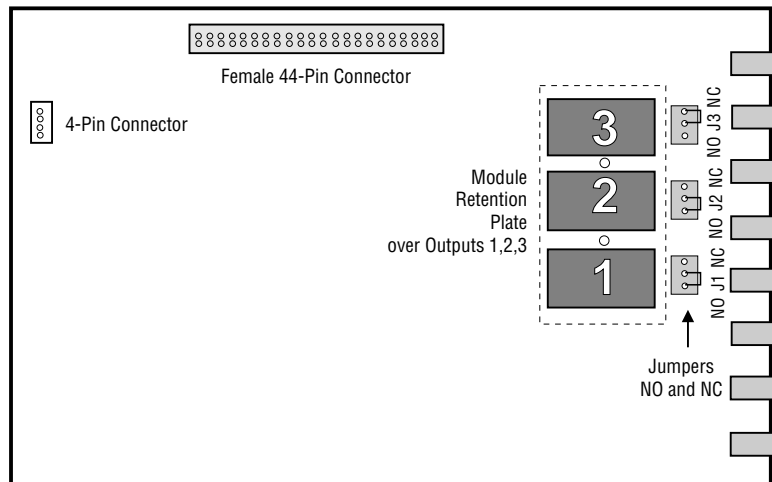 Female 44-Pin Connector
4-Pin Connector
Module
Retention
Plate
over Outputs 1,2,3
3
2
1
NO J3 NC
NO J2 NC
NO J1 NC
Jumpers
NO and NC